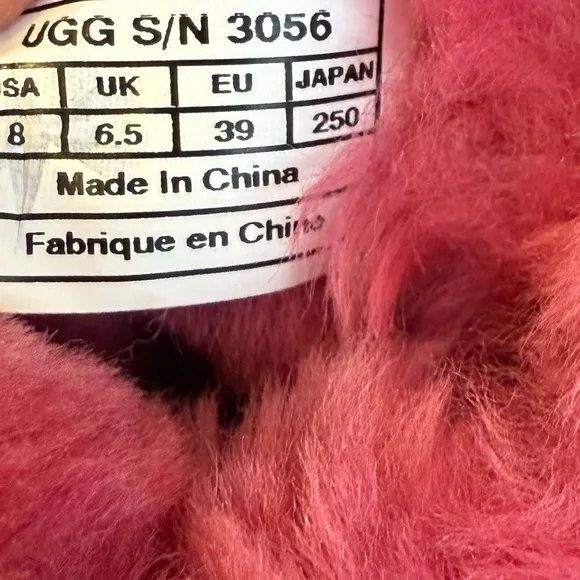 UGG S/N 3056
SA UK EU JAPAN
8 6.5 39 250
Made In China
Fabrique en Chine